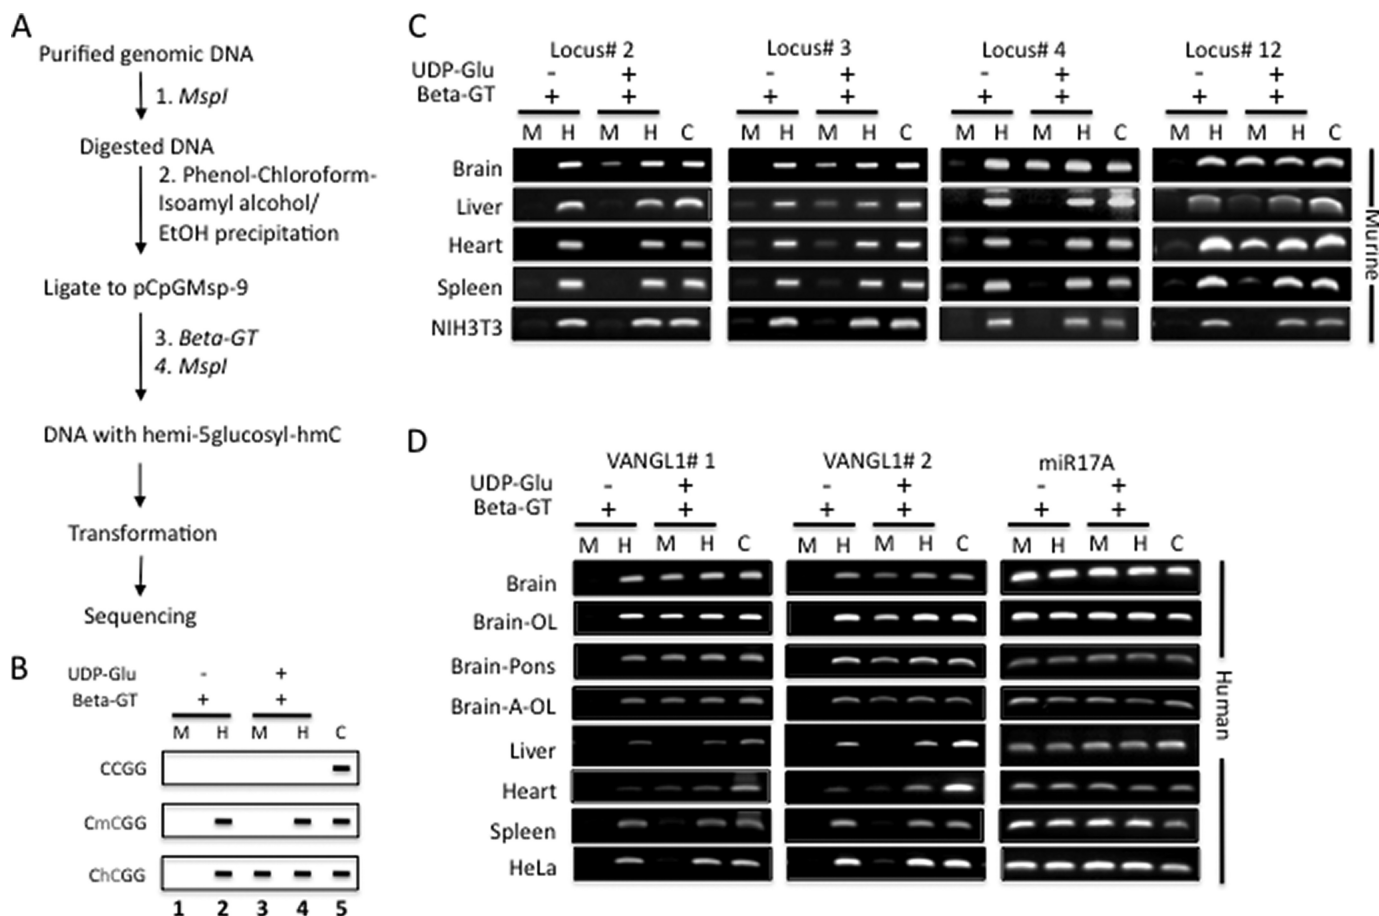 A
Purified genomic DNA
1. MspI
Digested DNA
2. Phenol-Chloroform-
Isoamyl alcohol/
EtOH precipitation
Ligate to pCpGMsp-9
3. Beta-GT
4. MspI
DNA with hemi-5glucosyl-hmC
Transformation
Sequencing
B
UDP-Glu - +
Beta-GT + +
M H M H C
CCGG
CmCGG
ChCGG
1 2 3 4 5
C
Locus# 2 Locus# 3 Locus# 4 Locus# 12
UDP-Glu - + - + - + - +
Beta-GT + + + + + + + +
M H M H C M H M H C M H M H C M H M H C
Brain
Liver
Heart
Spleen
NIH3T3
Murine
D
VANGL1# 1 VANGL1# 2 miR17A
UDP-Glu - + - + - +
Beta-GT + + + + + +
M H M H C M H M H C M H M H C
Brain
Brain-OL
Brain-Pons
Brain-A-OL
Liver
Heart
Spleen
HeLa
Human